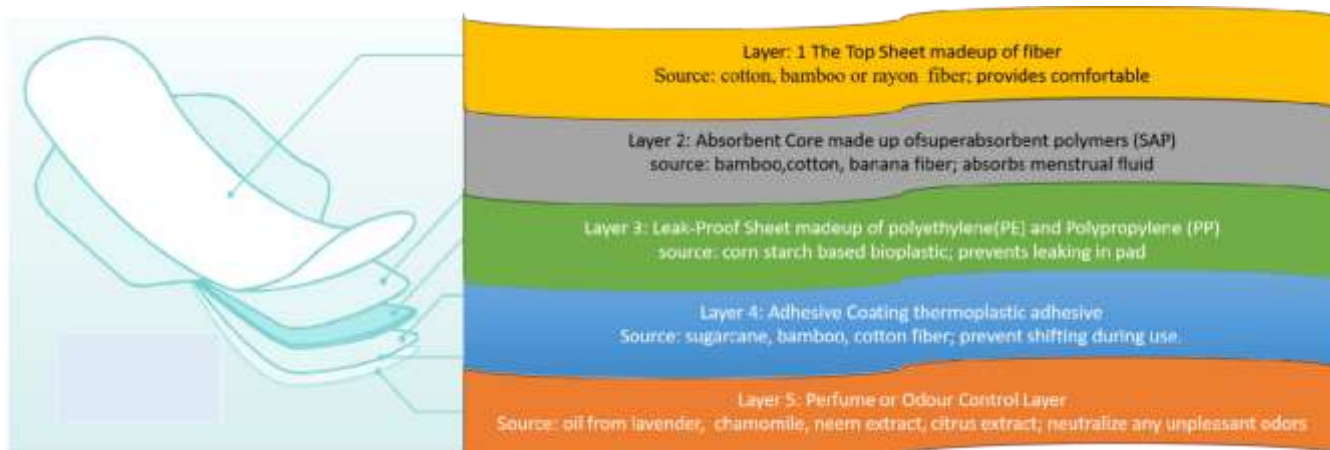 Layer: 1 The Top Sheet madeup of fiber
Source: cotton, bamboo or rayon fiber; provides comfortable
Layer 2: Absorbent Core made up ofsuperabsorbent polymers (SAP)
source: bamboo,cotton, banana fiber; absorbs menstrual fluid
Layer 3: Leak-Proof Sheet madeup of polyethylene(PE) and Polypropylene (PP)
source: corn starch based bioplastic; prevents leaking in pad
Layer 4: Adhesive Coating thermoplastic adhesive
Source: sugarcane, bamboo, cotton fiber; prevent shifting during use.
Layer 5: Perfume or Odour Control Layer
Source: oil from lavender, chamomile, neem extract, citrus extract; neutralize any unpleasant odors